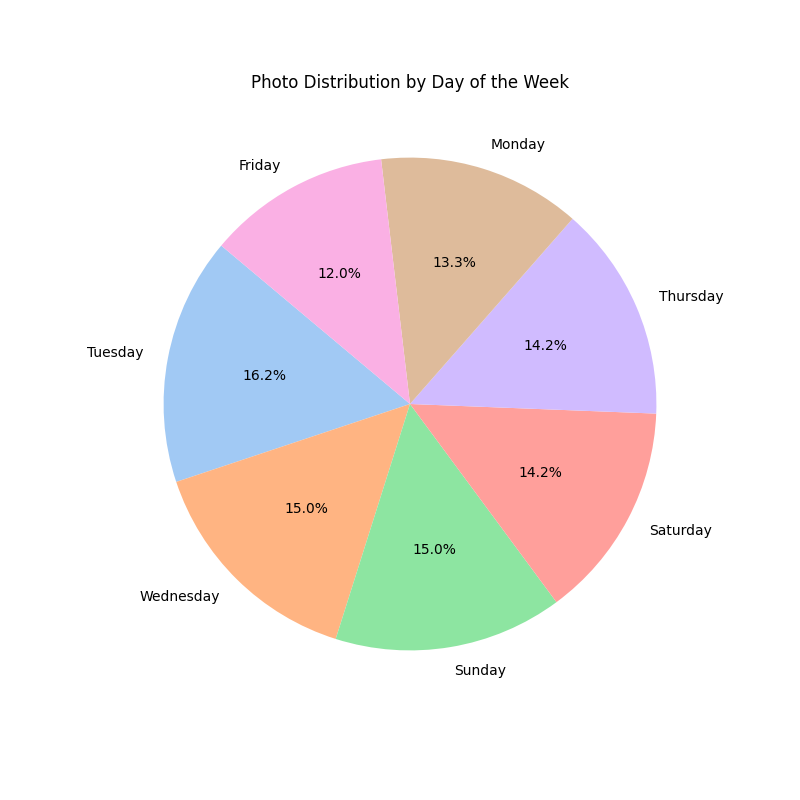 Photo Distribution by Day of the Week
Monday
Friday
13.3%
12.0%
Thursday
14.2%
Tuesday
16.2%
14.2%
15.0%
Saturday
15.0%
Wednesday
Sunday